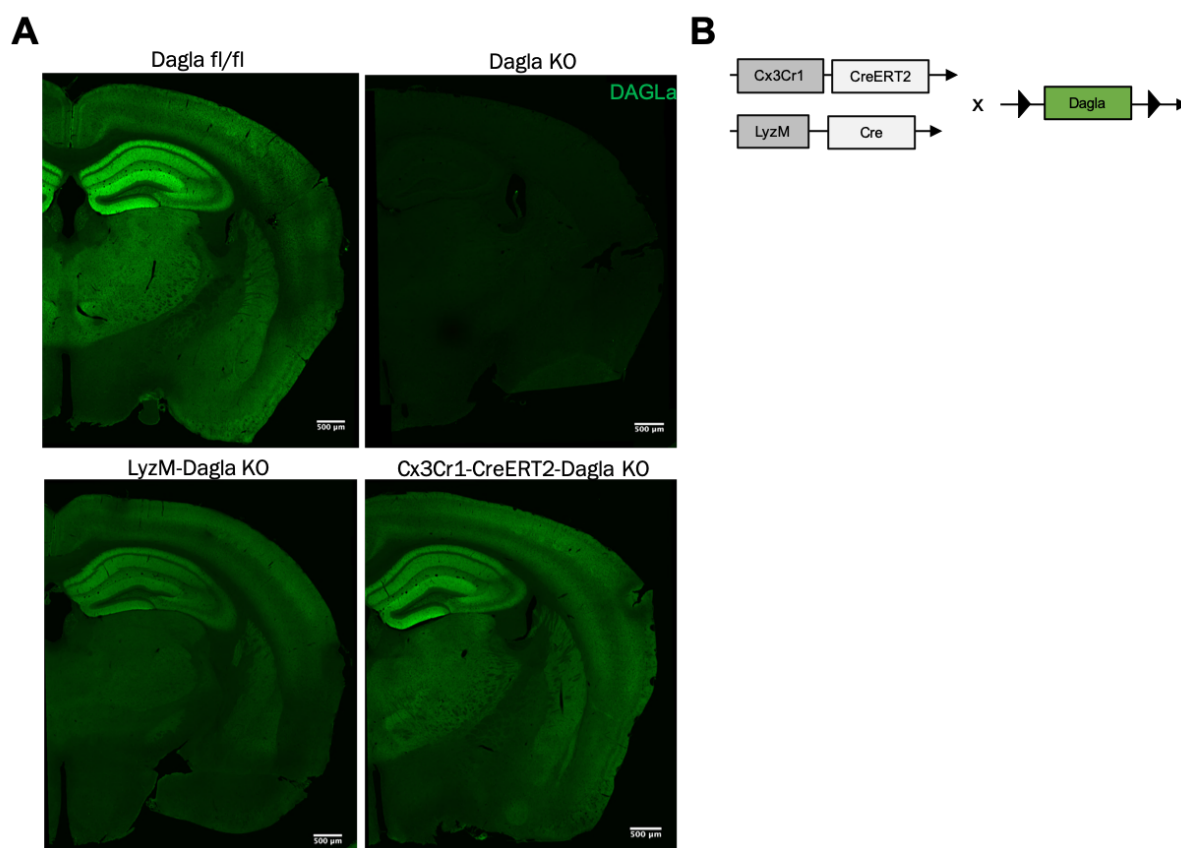 A
B
Dagla fl/fl
Dagla KO
DAGLa
500 µm
500 µm
LyzM-Dagla KO
Cx3Cr1-CreERT2-Dagla KO
500 µm
500 µm
Cx3Cr1
CreERT2
x
Dagla
LyzM
Cre